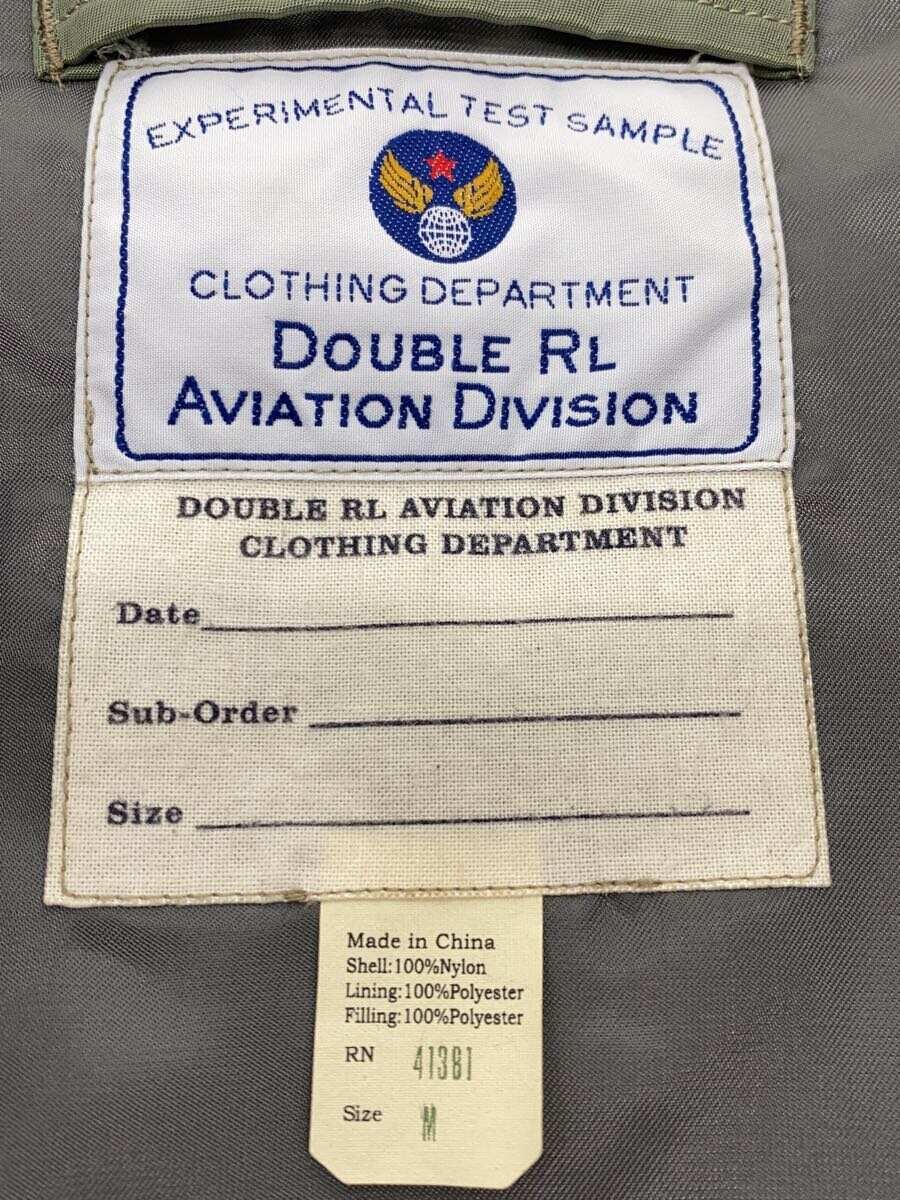 EXPERIMENTAL TEST SAMPLE
CLOTHING DEPARTMENT
DOUBLE RL
AVIATION DIVISION
DOUBLE RL AVIATION DIVISION
CLOTHING DEPARTMENT
Date
Sub-Order
Size
Made in China
Shell:100%Nylon
Lining:100%Polyester
Filling:100%Polyester
RN 41381
Size M